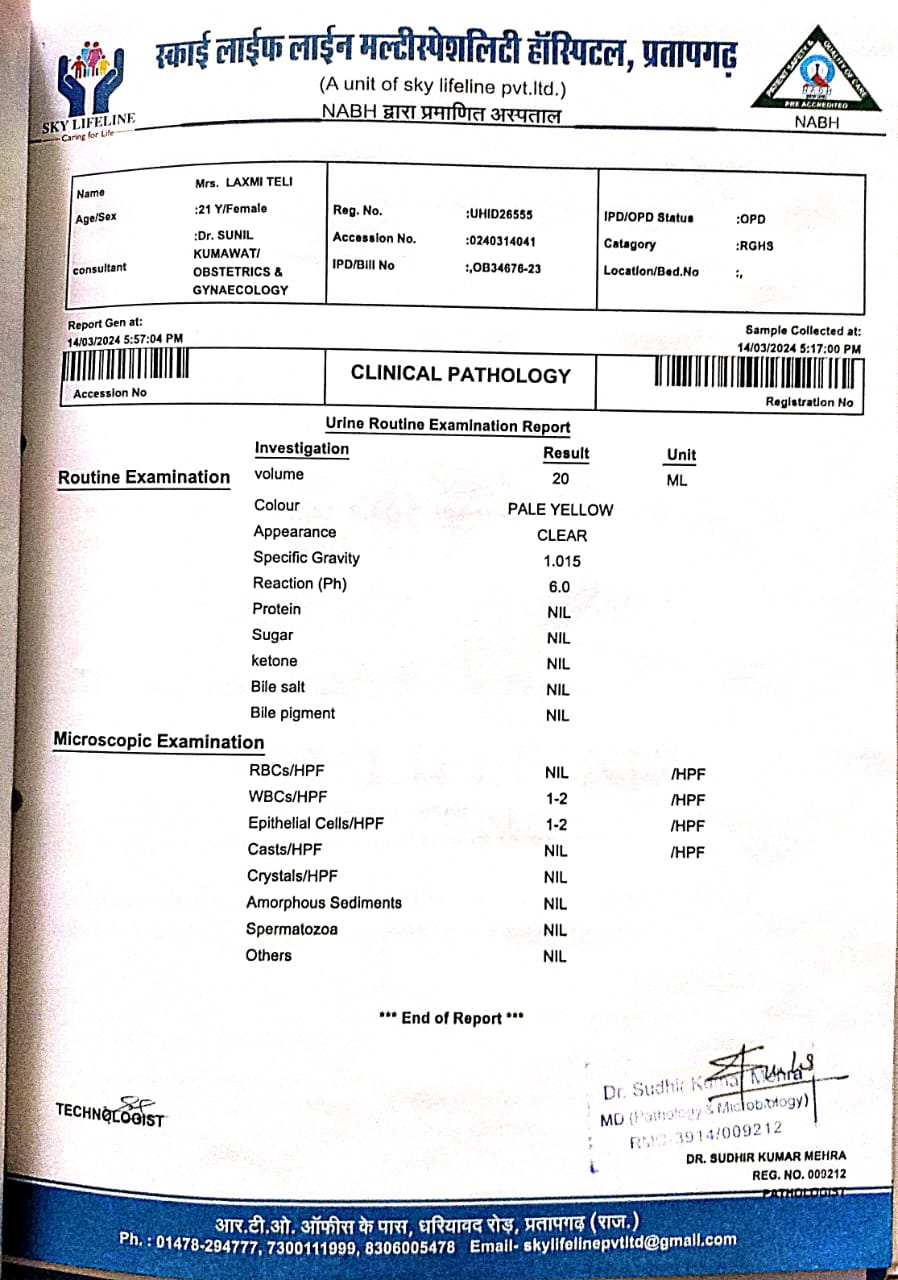 स्काई लाईफ लाईन मल्टीस्पेशलिटी हॉस्पिटल, प्रतापगढ़
(A unit of sky lifeline pvt.ltd.)
NABH द्वारा प्रमाणित अस्पताल
SKY LIFELINE
Caring for Life
PATIENT SAFETY & QUALITY OF CARE
NABH
PRE ACCREDITED
NABH
Name Mrs. LAXMI TELI
Age/Sex :21 Y/Female
consultant :Dr. SUNIL KUMAWAT/ OBSTETRICS & GYNAECOLOGY
Reg. No. :UHID26555
Accession No. :0240314041
IPD/Bill No :,OB34676-23
IPD/OPD Status :OPD
Catagory :RGHS
Location/Bed.No :,
Report Gen at:
14/03/2024 5:57:04 PM
Accession No
CLINICAL PATHOLOGY
Sample Collected at:
14/03/2024 5:17:00 PM
Registration No
Urine Routine Examination Report
Investigation Result Unit
Routine Examination volume 20 ML
Colour PALE YELLOW
Appearance CLEAR
Specific Gravity 1.015
Reaction (Ph) 6.0
Protein NIL
Sugar NIL
ketone NIL
Bile salt NIL
Bile pigment NIL
Microscopic Examination
RBCs/HPF NIL /HPF
WBCs/HPF 1-2 /HPF
Epithelial Cells/HPF 1-2 /HPF
Casts/HPF NIL /HPF
Crystals/HPF NIL
Amorphous Sediments NIL
Spermatozoa NIL
Others NIL
*** End of Report ***
TECHNOLOGIST
Dr. Sudhir Kumar Mehra
MD (Pathology & Microbiology)
RMC-3914/009212
DR. SUDHIR KUMAR MEHRA
REG. NO. 009212
PATHOLOGIST
आर.टी.ओ. ऑफीस के पास, धरियावद रोड़, प्रतापगढ़ (राज.)
Ph. : 01478-294777, 7300111999, 8306005478 Email- skylifelinepvtltd@gmail.com